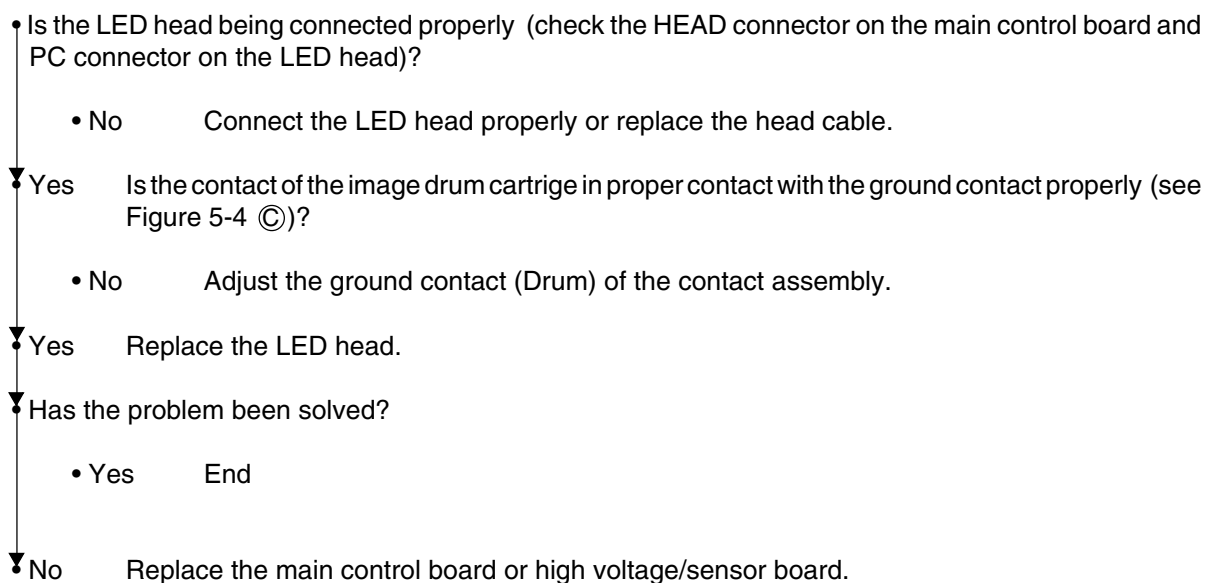 • Is the LED head being connected properly (check the HEAD connector on the main control board and
PC connector on the LED head)?
• No Connect the LED head properly or replace the head cable.
• Yes Is the contact of the image drum cartrige in proper contact with the ground contact properly (see
Figure 5-4 Ⓒ)?
• No Adjust the ground contact (Drum) of the contact assembly.
• Yes Replace the LED head.
• Has the problem been solved?
• Yes End
• No Replace the main control board or high voltage/sensor board.